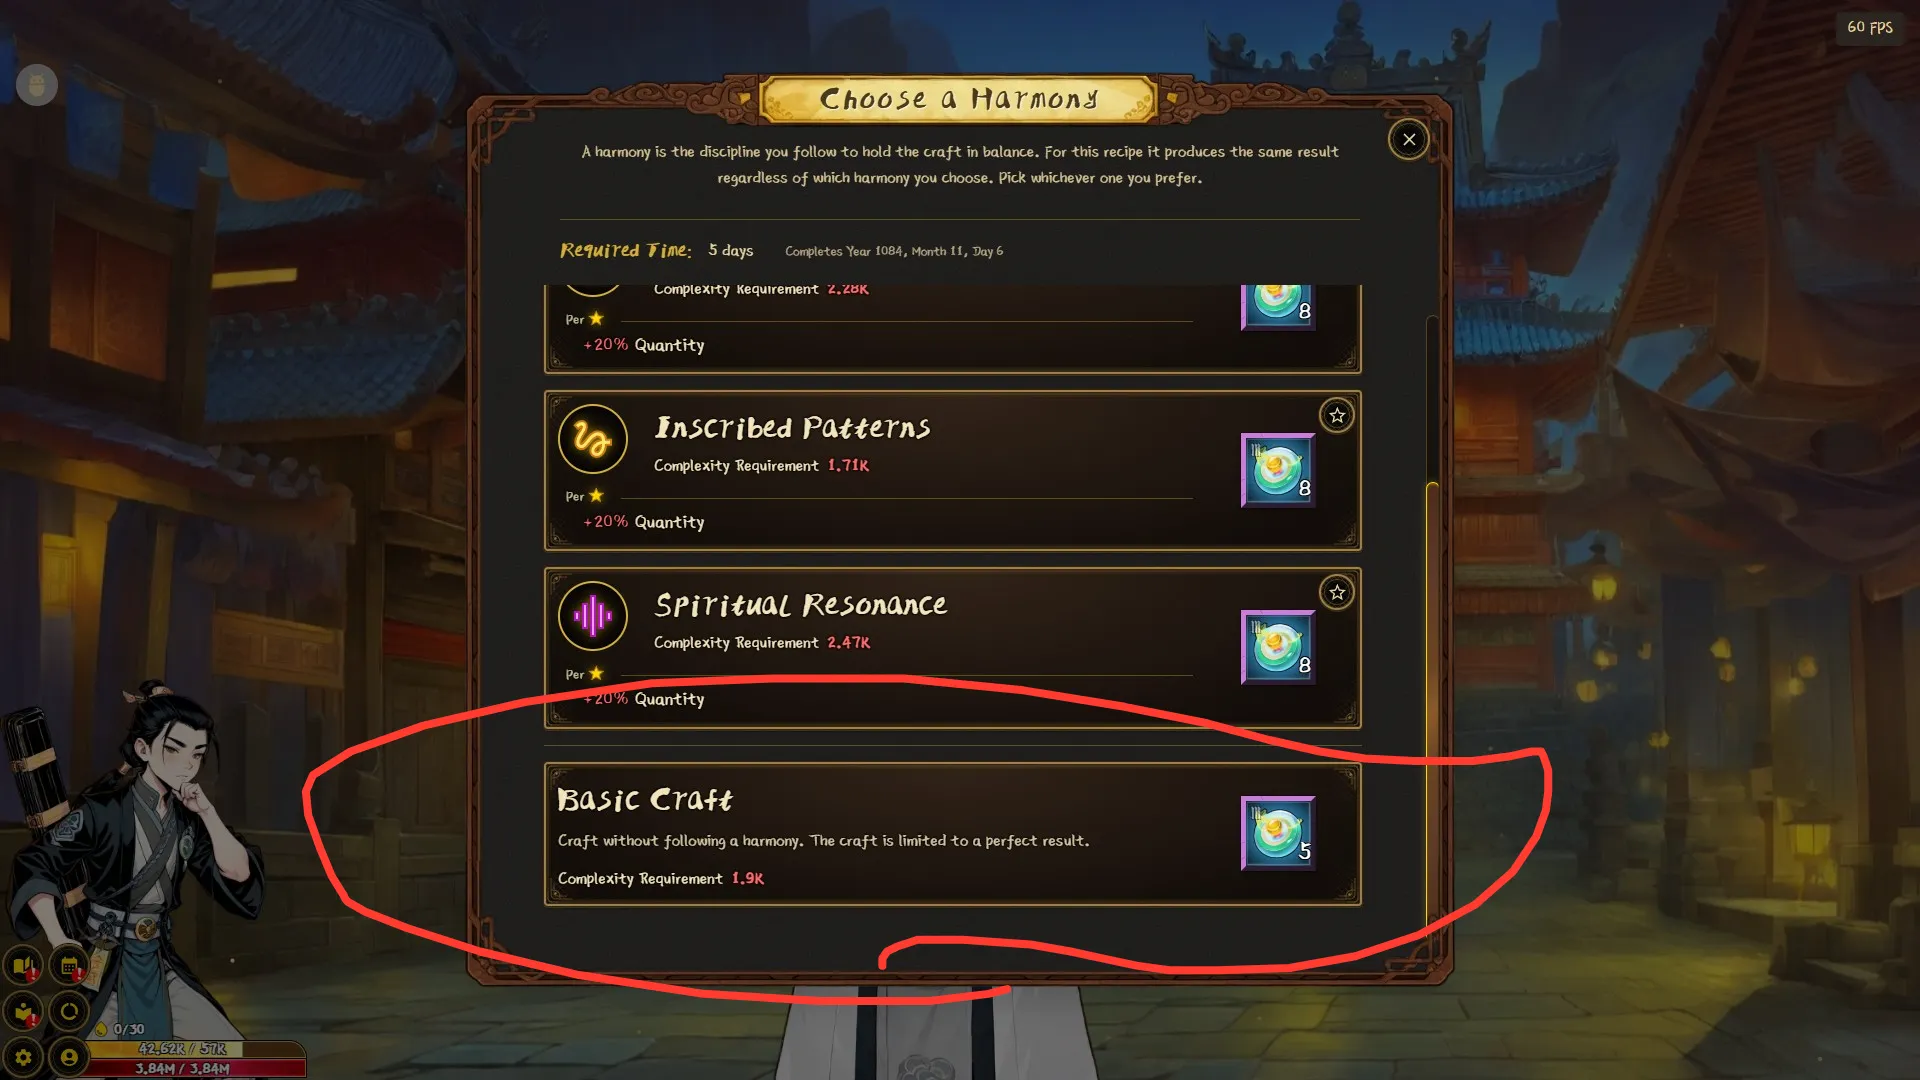 60 FPS
Choose a Harmony
A harmony is the discipline you follow to hold the craft in balance. For this recipe it produces the same result
regardless of which harmony you choose. Pick whichever one you prefer.
Required Time: 5 days Completes Year 1084, Month 11, Day 6
Complexity Requirement 2.28K
8
Per
+20% Quantity
Inscribed Patterns
Complexity Requirement 1.71K
8
Per
+20% Quantity
Spiritual Resonance
Complexity Requirement 2.47K
8
Per
+20% Quantity
Basic Craft
Craft without following a harmony. The craft is limited to a perfect result.
5
Complexity Requirement 1.9K
0/30
42.62K / 57K
3.84M / 3.84M